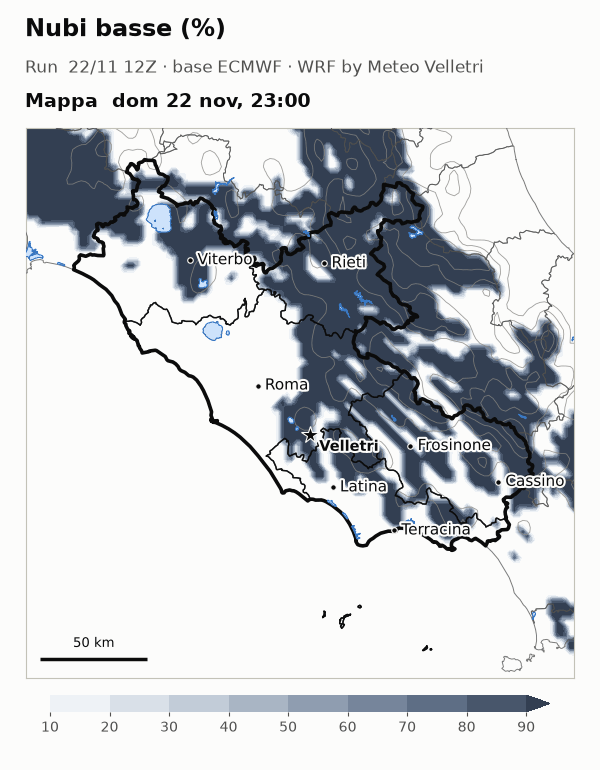 Nubi basse (%)
Run  22/11 12Z · base ECMWF · WRF by Meteo Velletri
Mappa  dom 22 nov, 23:00
Viterbo
Rieti
Roma
Velletri
Frosinone
Latina
Cassino
Terracina
50 km
10 20 30 40 50 60 70 80 90